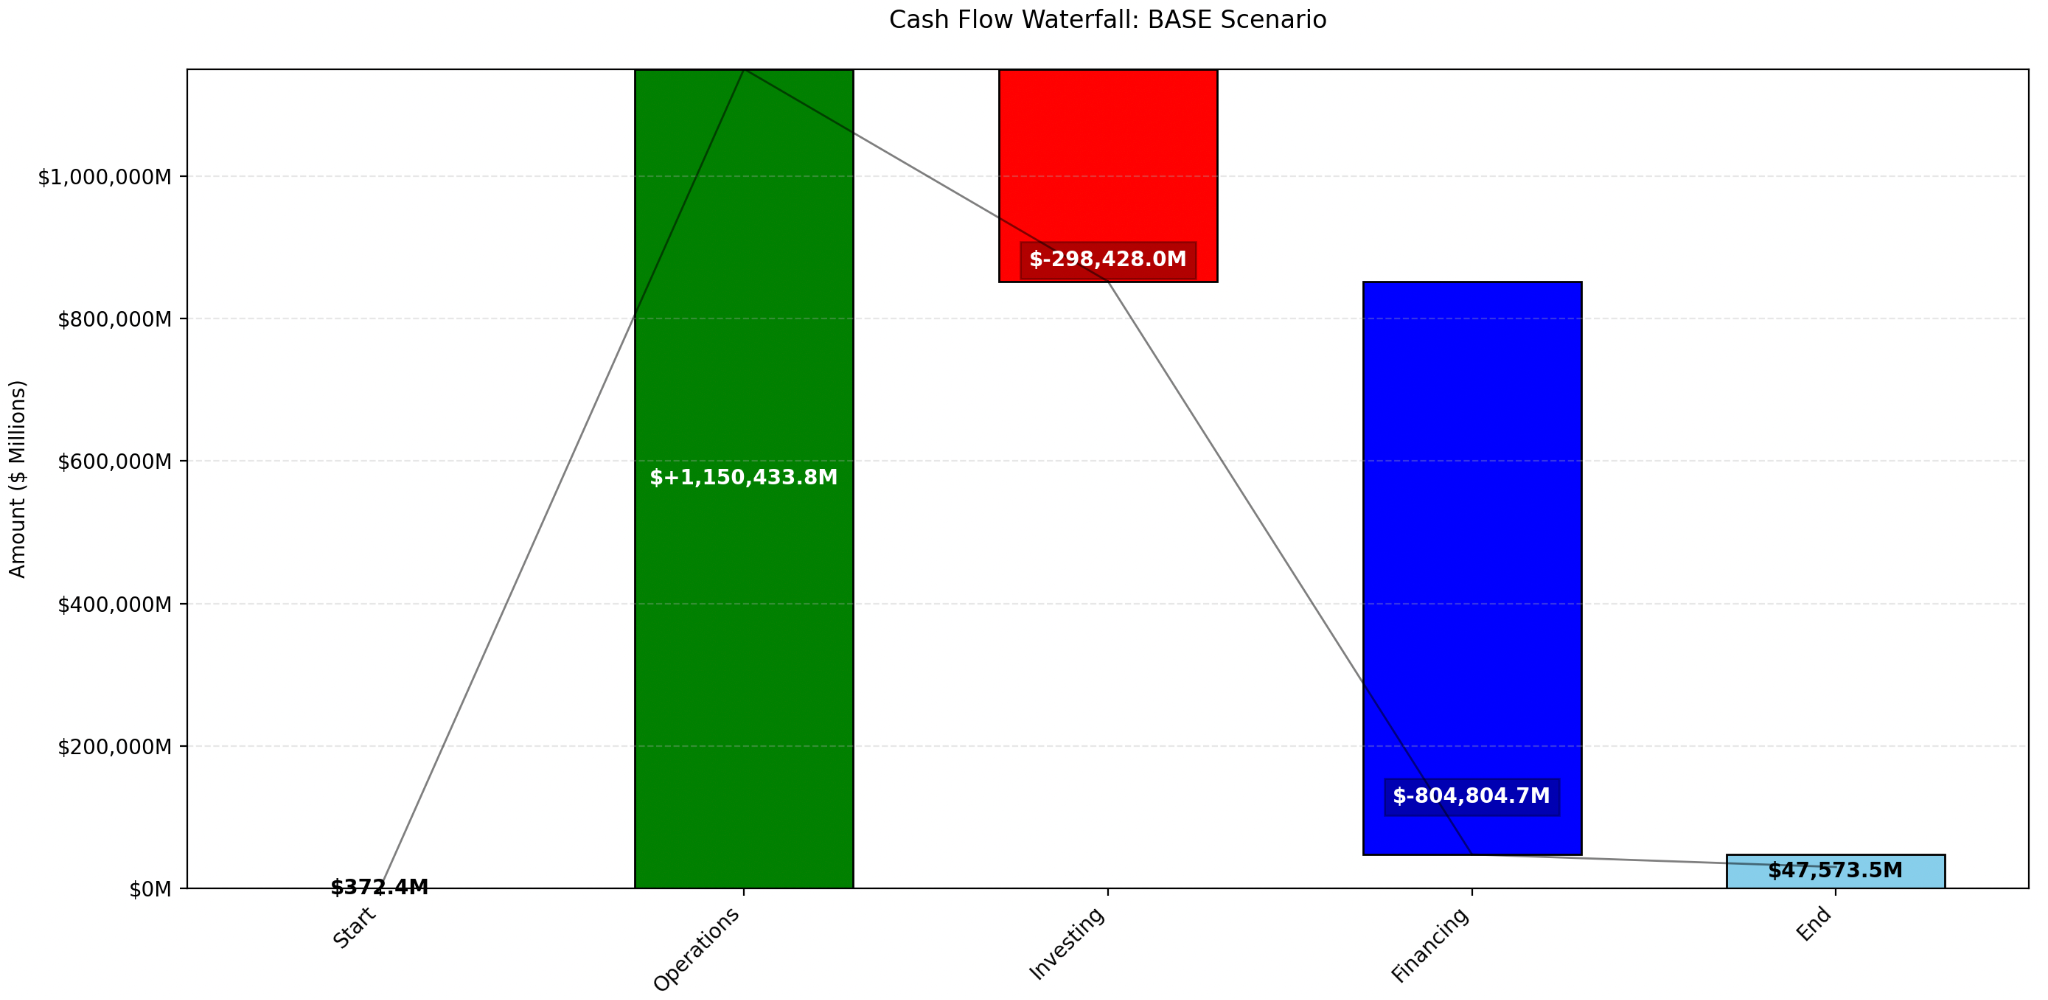 Cash Flow Waterfall: BASE Scenario
Amount ($ Millions)
$1,000,000M
$800,000M
$600,000M
$400,000M
$200,000M
$0M
$372.4M
$+1,150,433.8M
$-298,428.0M
$-804,804.7M
$47,573.5M
Start
Operations
Investing
Financing
End